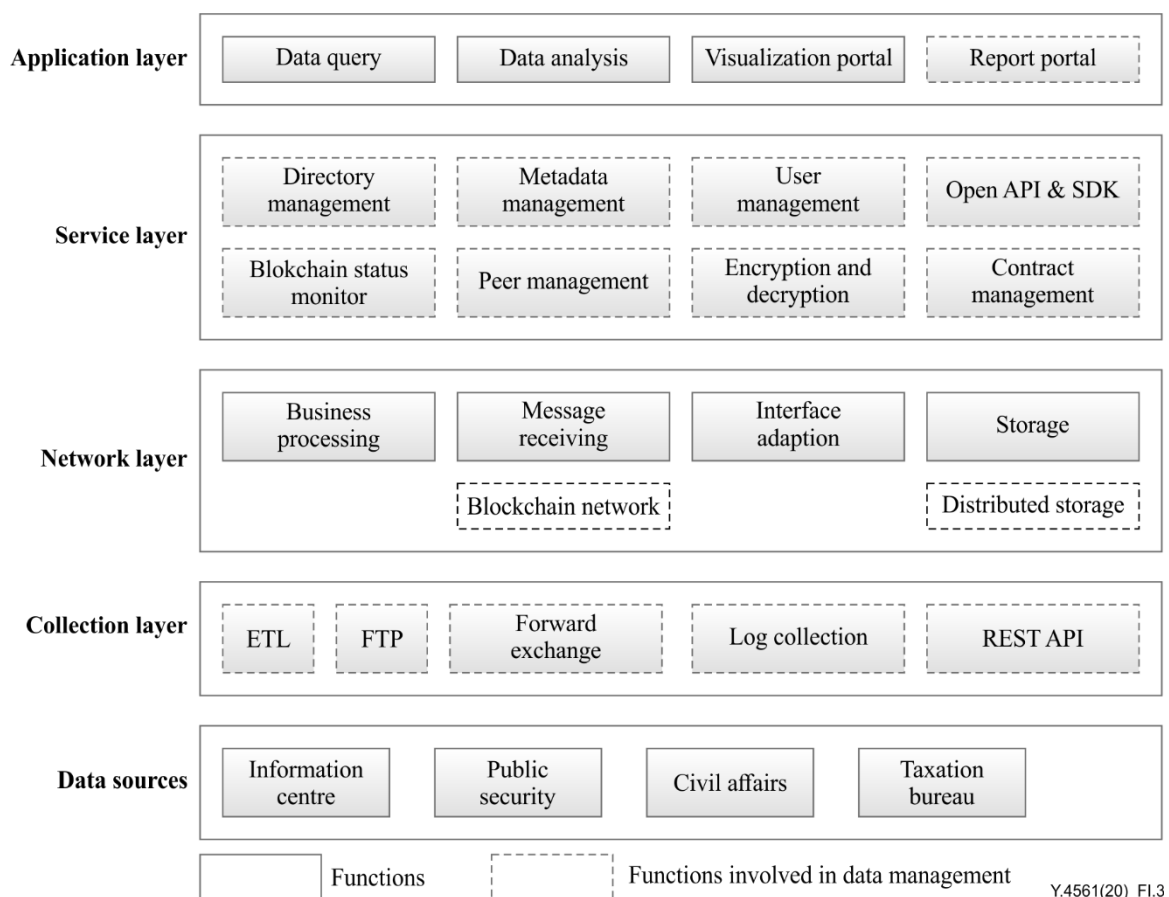 Application layer
Data query
Data analysis
Visualization portal
Report portal
Service layer
Directory
management
Metadata
management
User
management
Open API & SDK
Blokchain status
monitor
Peer management
Encryption and
decryption
Contract
management
Network layer
Business
processing
Message
receiving
Interface
adaption
Storage
Blockchain network
Distributed storage
Collection layer
ETL
FTP
Forward
exchange
Log collection
REST API
Data sources
Information
centre
Public
security
Civil affairs
Taxation
bureau
Functions
Functions involved in data management
Y.4561(20)_FI.3